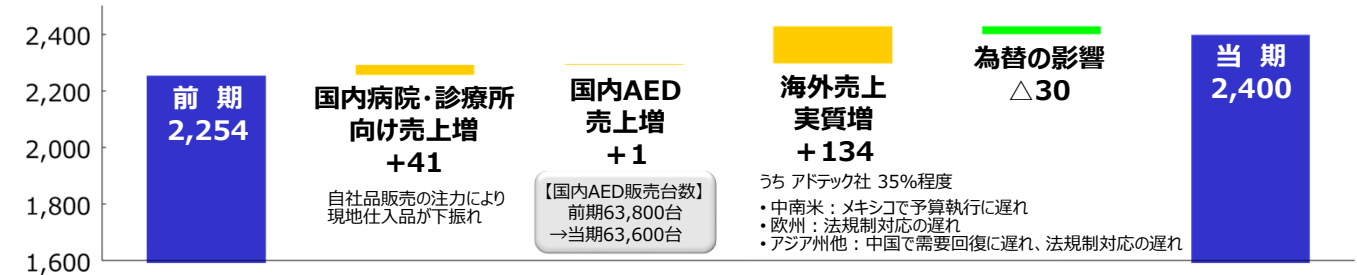 2,400
2,200
2,000
1,800
1,600
前 期
2,254
国内病院・診療所
向け売上増
+41
自社品販売の注力により
現地仕入品が下振れ
国内AED
売上増
+1
【国内AED販売台数】
前期63,800台
→当期63,600台
海外売上
実質増
+134
うち アドテック社 35%程度
・中南米：メキシコで予算執行に遅れ
・欧州：法規制対応の遅れ
・アジア州他：中国で需要回復に遅れ、法規制対応の遅れ
為替の影響
△30
当 期
2,400